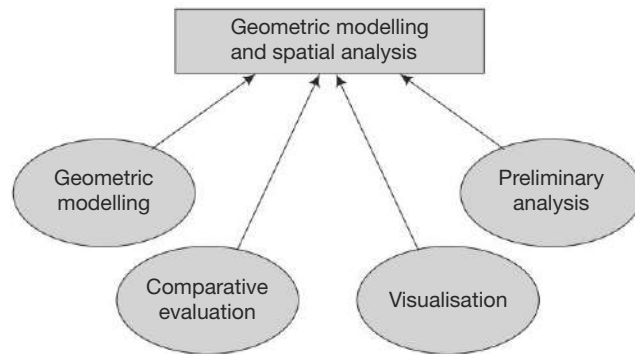 Geometric modelling
and spatial analysis
Geometric
modelling
Preliminary
analysis
Comparative
evaluation
Visualisation